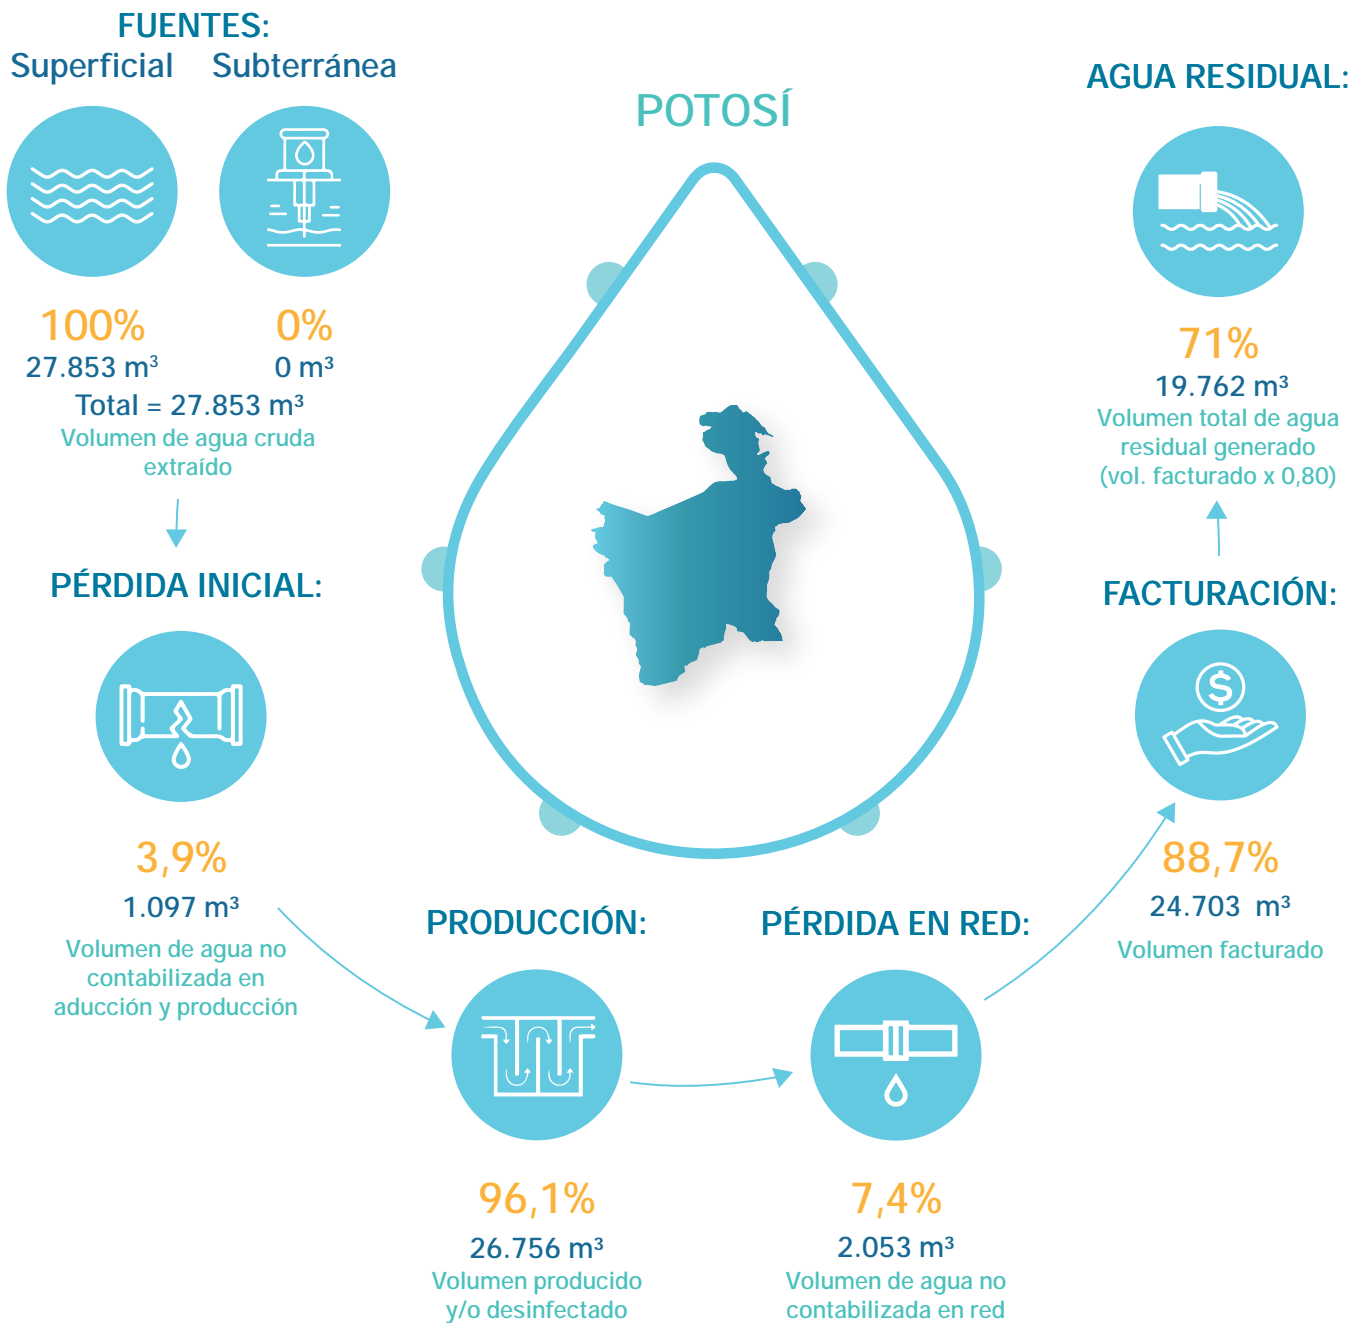 FUENTES:
Superficial
Subterránea
100%
27.853 m³
0%
0 m³
Total = 27.853 m³
Volumen de agua cruda
extraído
PÉRDIDA INICIAL:
3,9%
1.097 m³
Volumen de agua no
contabilizada en
aducción y producción
POTOSÍ
PRODUCCIÓN:
96,1%
26.756 m³
Volumen producido
y/o desinfectado
PÉRDIDA EN RED:
7,4%
2.053 m³
Volumen de agua no
contabilizada en red
FACTURACIÓN:
$
88,7%
24.703 m³
Volumen facturado
AGUA RESIDUAL:
71%
19.762 m³
Volumen total de agua
residual generado
(vol. facturado x 0,80)